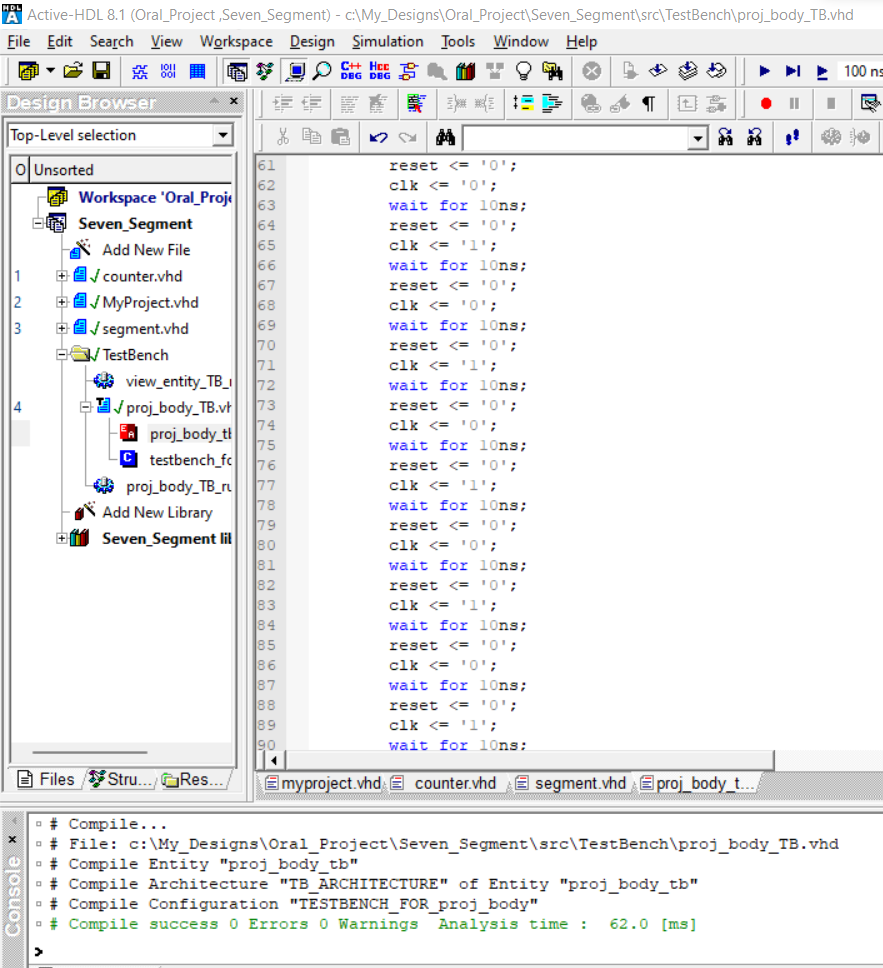 Active-HDL 8.1 (Oral_Project ,Seven_Segment) - c:\My_Designs\Oral_Project\Seven_Segment\src\TestBench\proj_body_TB.vhd
File Edit Search View Workspace Design Simulation Tools Window Help
C++ DBG HCC DBG 100 ns
Design Browser
Top-Level selection
O Unsorted
Workspace 'Oral_Proje
Seven_Segment
Add New File
1 counter.vhd
2 MyProject.vhd
3 segment.vhd
TestBench
view_entity_TB_
4 proj_body_TB.vh
proj_body_tb
testbench_fo
proj_body_TB_ru
Add New Library
Seven_Segment lib
Files Stru... Res...
61 reset <= '0';
62 clk <= '0';
63 wait for 10ns;
64 reset <= '0';
65 clk <= '1';
66 wait for 10ns;
67 reset <= '0';
68 clk <= '0';
69 wait for 10ns;
70 reset <= '0';
71 clk <= '1';
72 wait for 10ns;
73 reset <= '0';
74 clk <= '0';
75 wait for 10ns;
76 reset <= '0';
77 clk <= '1';
78 wait for 10ns;
79 reset <= '0';
80 clk <= '0';
81 wait for 10ns;
82 reset <= '0';
83 clk <= '1';
84 wait for 10ns;
85 reset <= '0';
86 clk <= '0';
87 wait for 10ns;
88 reset <= '0';
89 clk <= '1';
90 wait for 10ns;
myproject.vhd counter.vhd segment.vhd proj_body_t...
Console
# Compile...
# File: c:\My_Designs\Oral_Project\Seven_Segment\src\TestBench\proj_body_TB.vhd
# Compile Entity "proj_body_tb"
# Compile Architecture "TB_ARCHITECTURE" of Entity "proj_body_tb"
# Compile Configuration "TESTBENCH_FOR_proj_body"
# Compile success 0 Errors 0 Warnings  Analysis time :  62.0 [ms]
>